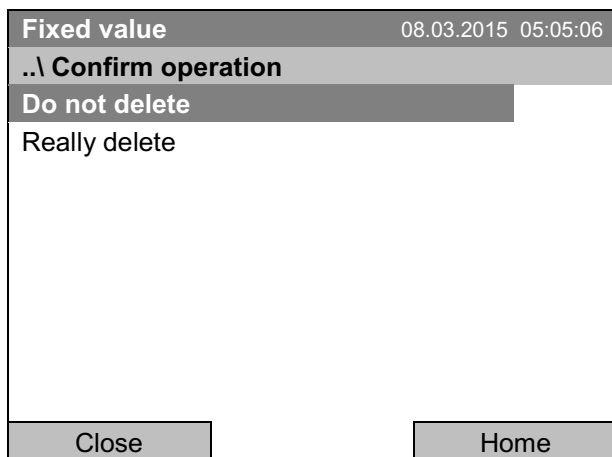 Fixed value 08.03.2015 05:05:06
..\ Confirm operation
Do not delete
Really delete
Close Home